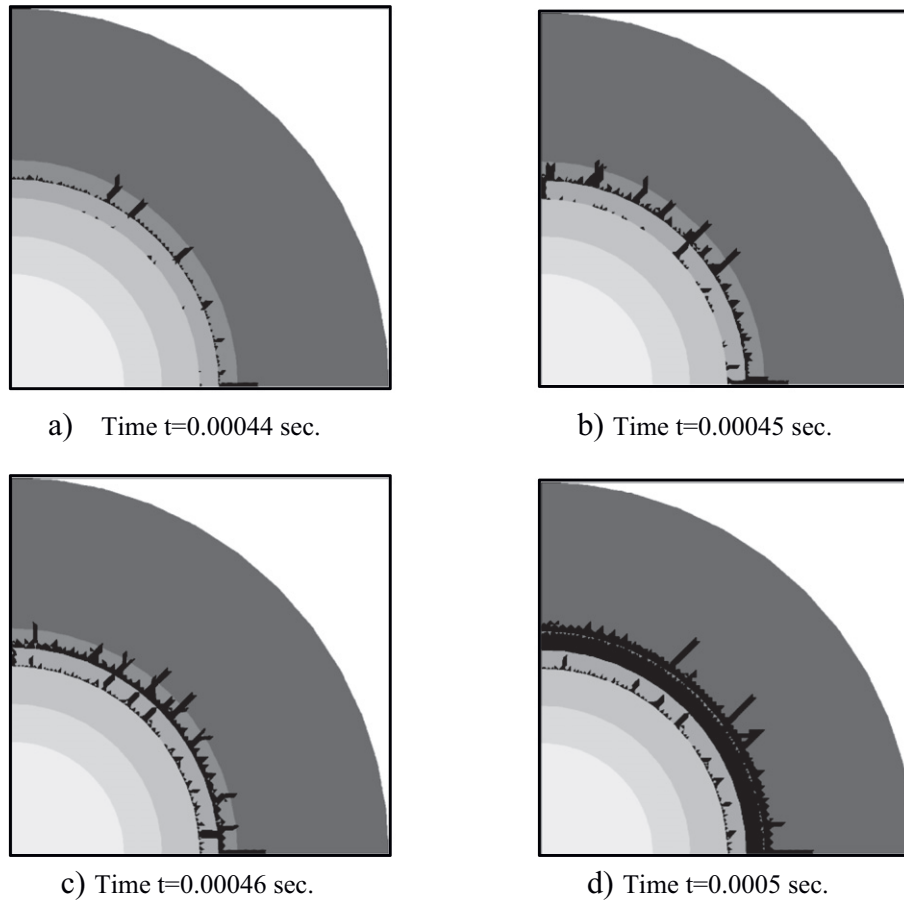 a) Time t=0.00044 sec.
b) Time t=0.00045 sec.
c) Time t=0.00046 sec.
d) Time t=0.0005 sec.